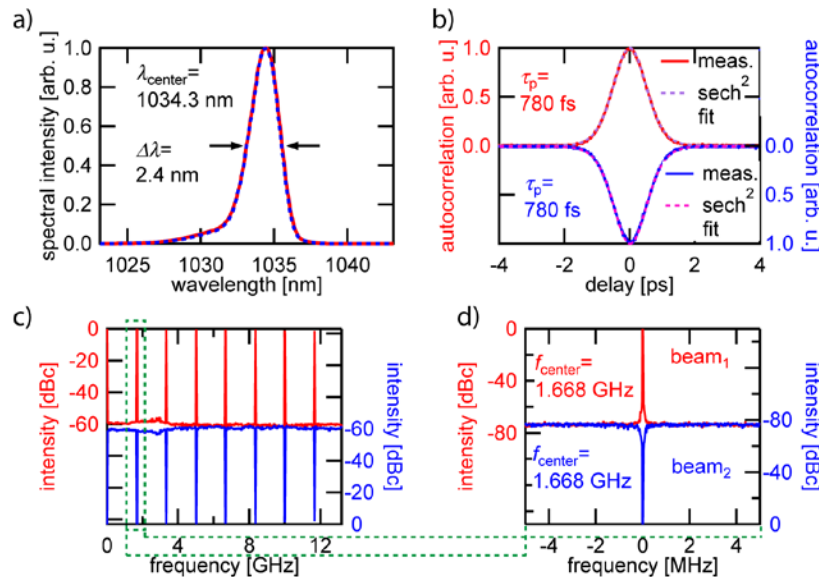 a)
spectral intensity [arb. u.]
1.0
0.8
0.6
0.4
0.2
0.0
λcenter=
1034.3 nm
Δλ=
2.4 nm
1025 1030 1035 1040
wavelength [nm]
b)
autocorrelation [arb. u.]
1.0
0.5
0.0
τp=
780 fs
meas.
sech²
fit
τp=
780 fs
meas.
sech²
fit
0.0
0.5
1.0
autocorrelation [arb. u.]
-4 -2 0 2 4
delay [ps]
c)
intensity [dBc]
0
-20
-40
-60
-60
-40
-20
0
intensity [dBc]
0 4 8 12
frequency [GHz]
d)
intensity [dBc]
0
-40
-80
fcenter=
1.668 GHz
beam1
fcenter=
1.668 GHz
beam2
-80
-40
0
intensity [dBc]
-4 -2 0 2 4
frequency [MHz]